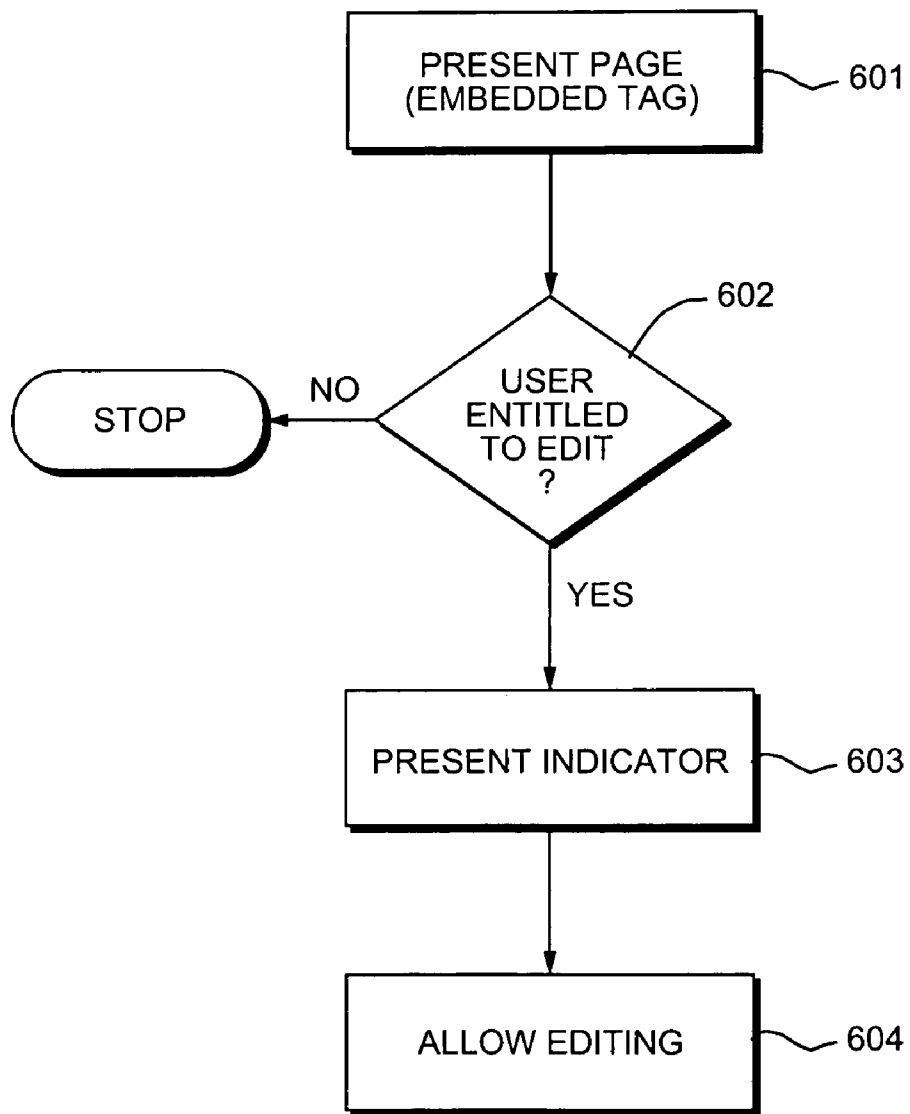 PRESENT PAGE
(EMBEDDED TAG)
601
602
USER
ENTITLED
TO EDIT
?
NO
STOP
YES
PRESENT INDICATOR
603
ALLOW EDITING
604